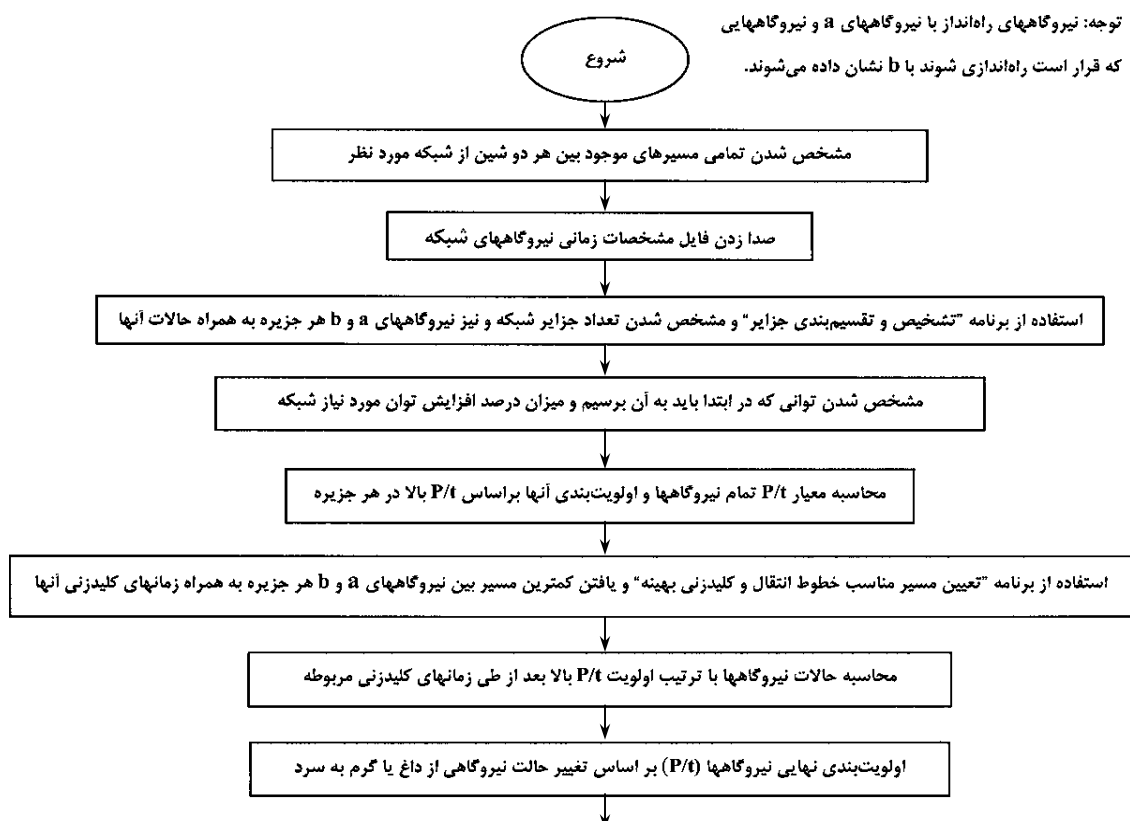 توجه: نیروگاههای راه‌انداز با نیروگاههای a و نیروگاههایی
که قرار است راه‌اندازی شوند با b نشان داده می‌شوند.
شروع
مشخص شدن تمامی مسیرهای موجود بین هر دو شین از شبکه مورد نظر
صدا زدن فایل مشخصات زمانی نیروگاههای شبکه
استفاده از برنامه "تشخیص و تقسیم‌بندی جزایر" و مشخص شدن تعداد جزایر شبکه و نیز نیروگاههای a و b هر جزیره به همراه حالات آنها
مشخص شدن توانی که در ابتدا باید به آن برسیم و میزان درصد افزایش توان مورد نیاز شبکه
محاسبه معیار P/t تمام نیروگاهها و اولویت‌بندی آنها براساس P/t بالا در هر جزیره
استفاده از برنامه "تعیین مسیر مناسب خطوط انتقال و کلیدزنی بهینه" و یافتن کمترین مسیر بین نیروگاههای a و b هر جزیره به همراه زمانهای کلیدزنی آنها
محاسبه حالات نیروگاهها با ترتیب اولویت P/t بالا بعد از طی زمانهای کلیدزنی مربوطه
اولویت‌بندی نهایی نیروگاهها (P/t) بر اساس تغییر حالت نیروگاهی از داغ یا گرم به سرد